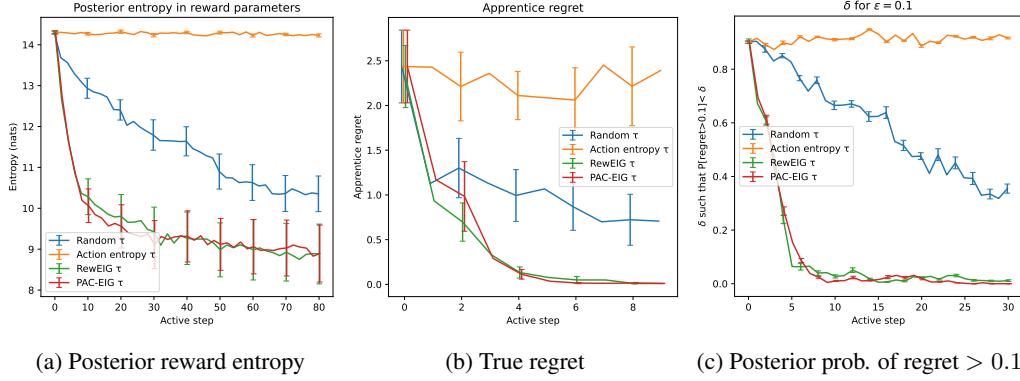 Posterior entropy in reward parameters
14
13
12
11
10
9
8
Entropy (nats)
Random τ
Action entropy τ
RewEIG τ
PAC-EIG τ
0 10 20 30 40 50 60 70 80
Active step
(a) Posterior reward entropy
Apprentice regret
2.5
2.0
1.5
1.0
0.5
0.0
Apprentice regret
Random τ
Action entropy τ
RewEIG τ
PAC-EIG τ
0 2 4 6 8
Active step
(b) True regret
δ for ε = 0.1
0.8
0.6
0.4
0.2
0.0
δ such that P[regret>0.1]< δ
Random τ
Action entropy τ
RewEIG τ
PAC-EIG τ
0 5 10 15 20 25 30
Active step
(c) Posterior prob. of regret > 0.1